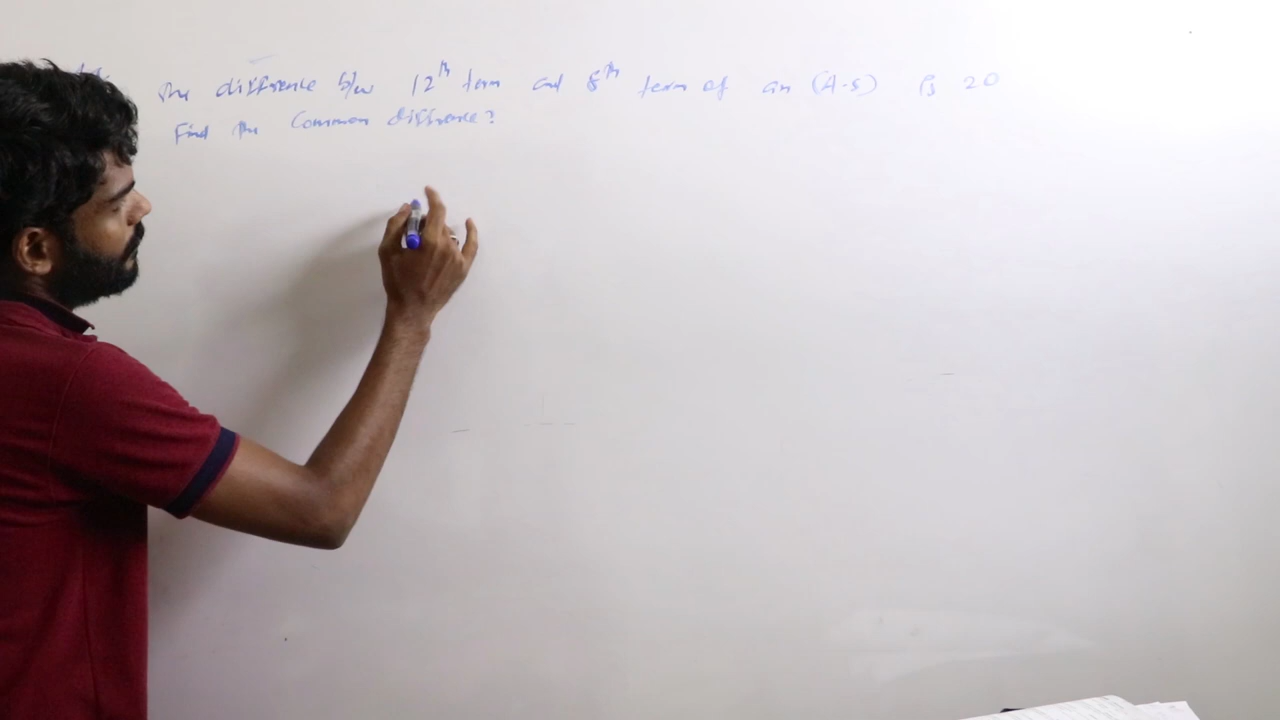 The difference b/w 12th term and 8th term of an (A.S) is 20
Find the Common difference?